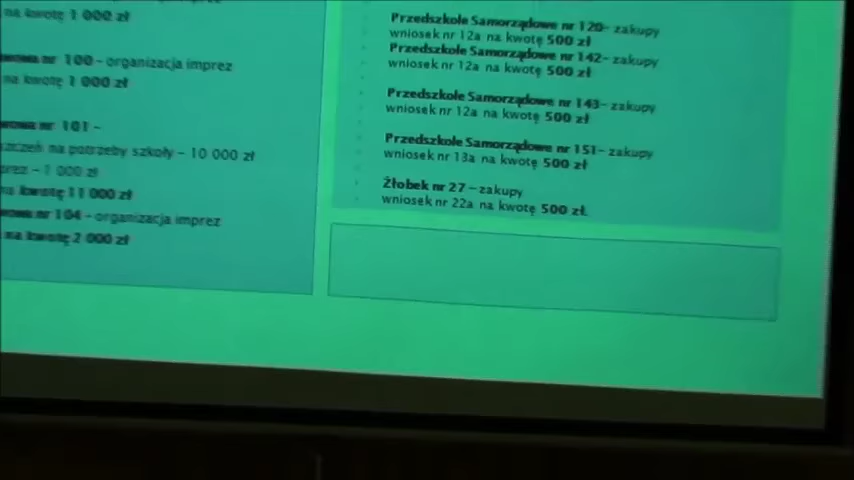 na kwotę 1 000 zł
nr 100 - organizacja imprez
na kwotę 1 000 zł
nr 101 -
na potrzeby szkoły - 10 000 zł
- 1 000 zł
na kwotę 11 000 zł
nr 104 - organizacja imprez
na kwotę 2 000 zł
Przedszkole Samorządowe nr 120- zakupy
wniosek nr 12a na kwotę 500 zł
Przedszkole Samorządowe nr 142- zakupy
wniosek nr 12a na kwotę 500 zł
Przedszkole Samorządowe nr 143- zakupy
wniosek nr 12a na kwotę 500 zł
Przedszkole Samorządowe nr 151- zakupy
wniosek nr 13a na kwotę 500 zł
Żłobek nr 27 - zakupy
wniosek nr 22a na kwotę 500 zł.